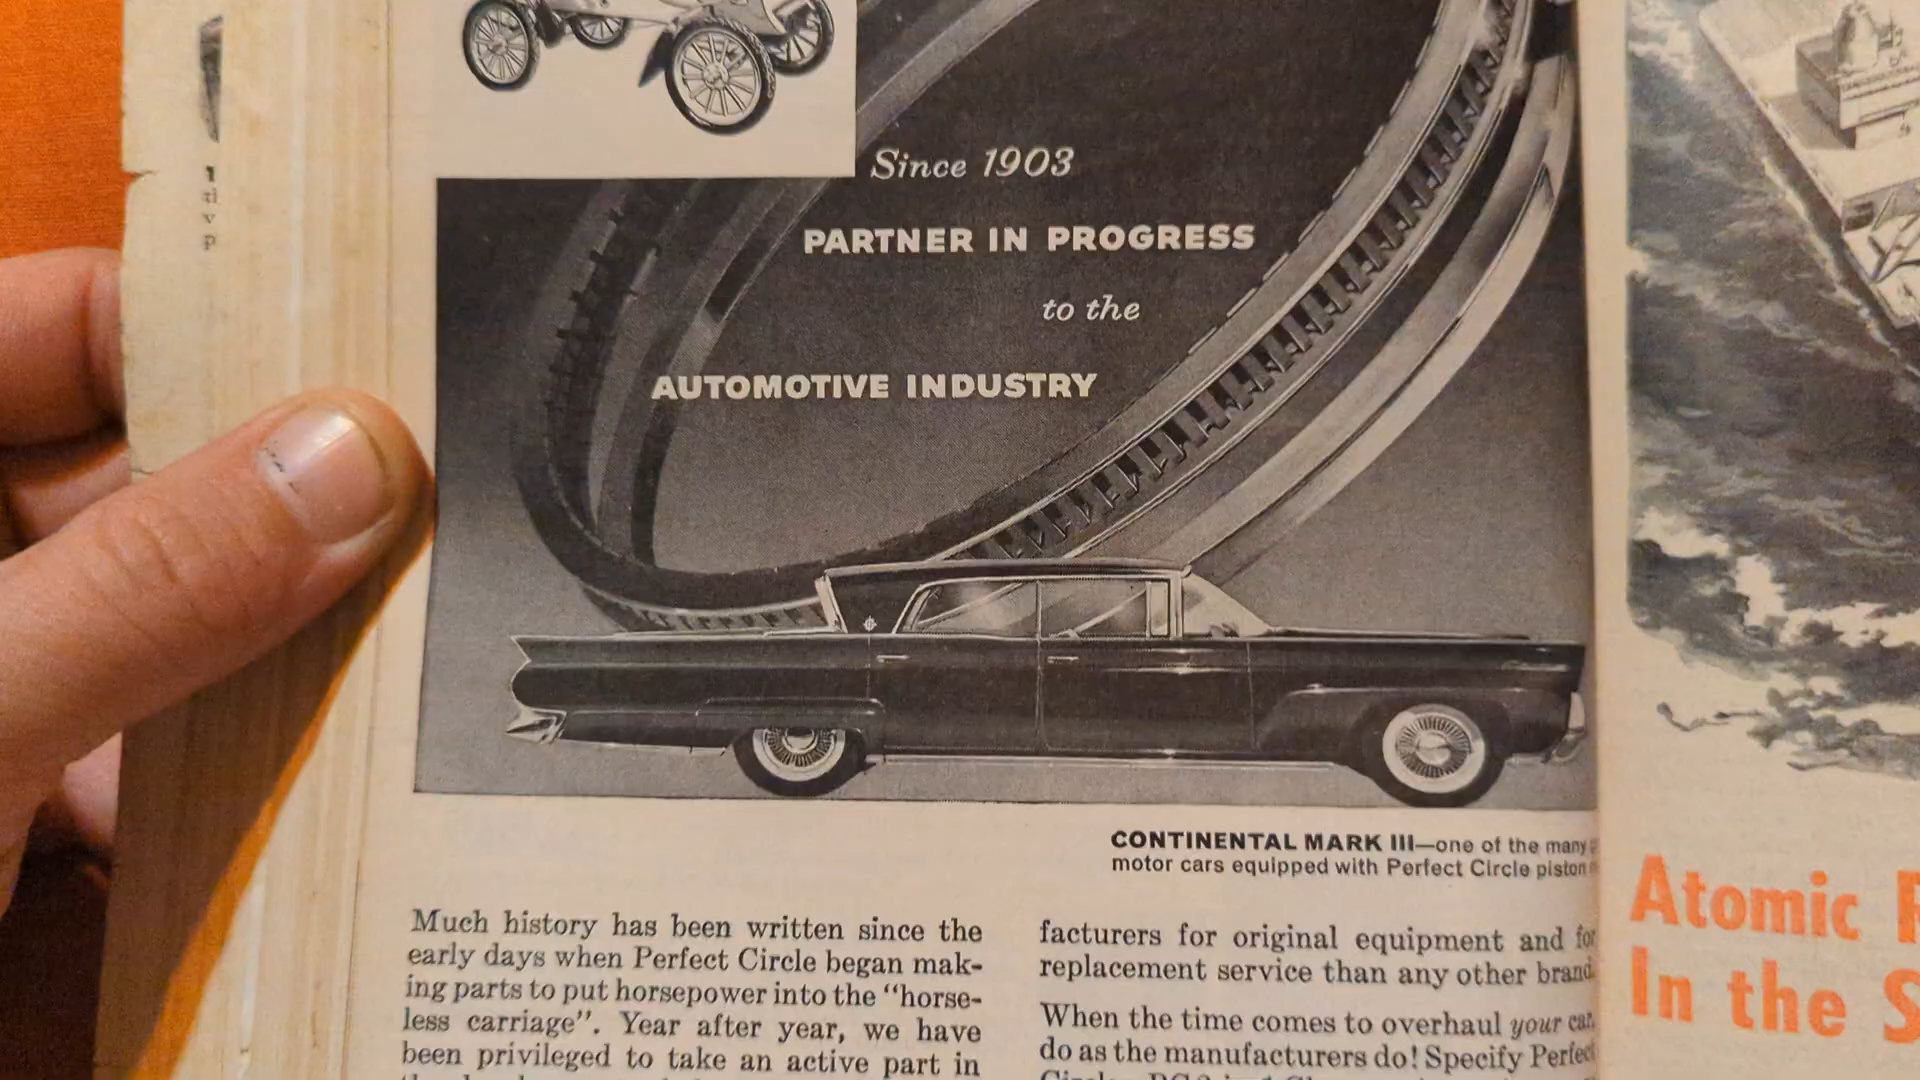 Since 1903
PARTNER IN PROGRESS
to the
AUTOMOTIVE INDUSTRY
CONTINENTAL MARK III—one of the many
motor cars equipped with Perfect Circle piston
Much history has been written since the
early days when Perfect Circle began mak-
ing parts to put horsepower into the "horse-
less carriage". Year after year, we have
been privileged to take an active part in
facturers for original equipment and for
replacement service than any other brand.
When the time comes to overhaul your car,
do as the manufacturers do! Specify Perfect
Atomic
In the